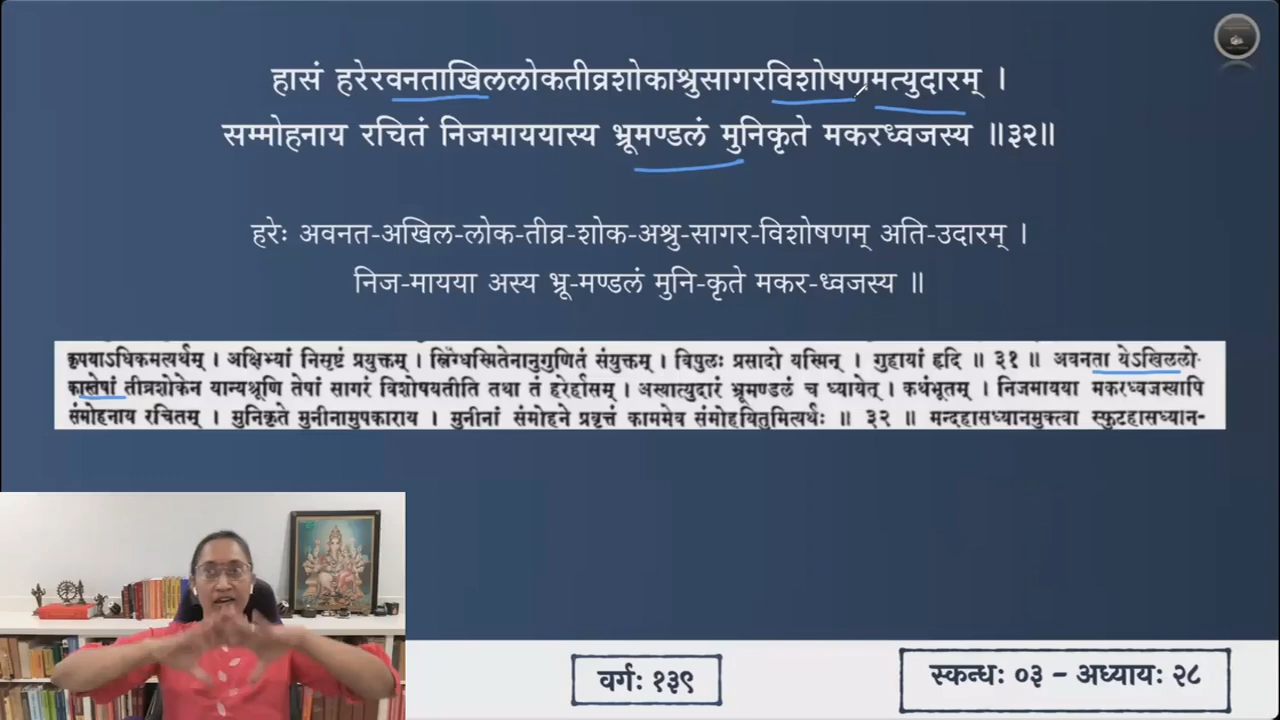 हासं हरेरवनताखिललोकतीव्रशोकाश्रुसागरविशोषणमत्युदारम् ।
सम्मोहनाय रचितं निजमाययास्य भ्रूमण्डलं मुनिकृते मकरध्वजस्य ॥३२॥
हरेः अवनत-अखिल-लोक-तीव्र-शोक-अश्रु-सागर-विशोषणम् अति-उदारम् ।
निज-मायया अस्य भ्रू-मण्डलं मुनि-कृते मकर-ध्वजस्य ॥
कृपयाऽधिकमत्यर्थम् । अक्षिभ्यां निसृष्टं प्रयुक्तम् । स्निग्धस्मितेनानुगुणितं संयुक्तम् । विपुलः प्रसादो यस्मिन् । गुहायां हृदि ॥ ३१ ॥ अवनता येऽखिललो-
कास्तेषां तीव्रशोकेन यान्यश्रूणि तेषां सागरं विशोषयतीति तथा तं हरेर्हासम् । अस्यात्युदारं भ्रूमण्डलं च ध्यायेत् । कथंभूतम् । निजमायया मकरध्वजस्यापि
संमोहनाय रचितम् । मुनिकृते मुनीनामुपकाराय । मुनीनां संमोहने प्रवृत्तं काममेव संमोहयितुमित्यर्थः ॥ ३२ ॥ मन्दहासध्यानमुक्त्वा स्फुटहासध्यान-
वर्गः १३९
स्कन्धः ०३ – अध्यायः २८